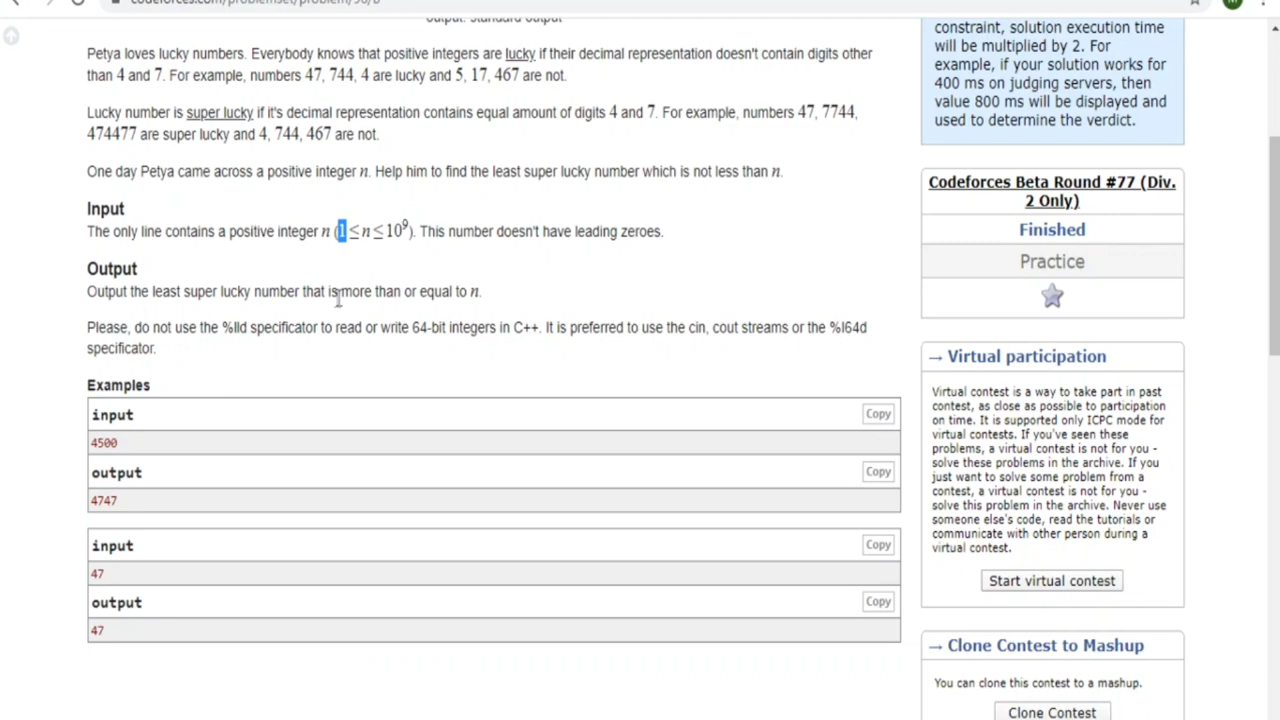 codeforces.com/problemset/problem/96/b
output: standard output
Petya loves lucky numbers. Everybody knows that positive integers are lucky if their decimal representation doesn't contain digits other
than 4 and 7. For example, numbers 47, 744, 4 are lucky and 5, 17, 467 are not.
Lucky number is super lucky if it's decimal representation contains equal amount of digits 4 and 7. For example, numbers 47, 7744,
474477 are super lucky and 4, 744, 467 are not.
One day Petya came across a positive integer n. Help him to find the least super lucky number which is not less than n.
Input
The only line contains a positive integer n (1 ≤ n ≤ 10⁹). This number doesn't have leading zeroes.
Output
Output the least super lucky number that is more than or equal to n.
Please, do not use the %lld specificator to read or write 64-bit integers in C++. It is preferred to use the cin, cout streams or the %I64d
specificator.
Examples
input
Copy
4500
output
Copy
4747
input
Copy
47
output
Copy
47
constraint, solution execution time
will be multiplied by 2. For
example, if your solution works for
400 ms on judging servers, then
value 800 ms will be displayed and
used to determine the verdict.
Codeforces Beta Round #77 (Div.
2 Only)
Finished
Practice
→ Virtual participation
Virtual contest is a way to take part in past
contest, as close as possible to participation
on time. It is supported only ICPC mode for
virtual contests. If you've seen these
problems, a virtual contest is not for you -
solve these problems in the archive. If you
just want to solve some problem from a
contest, a virtual contest is not for you -
solve this problem in the archive. Never use
someone else's code, read the tutorials or
communicate with other person during a
virtual contest.
Start virtual contest
→ Clone Contest to Mashup
You can clone this contest to a mashup.
Clone Contest